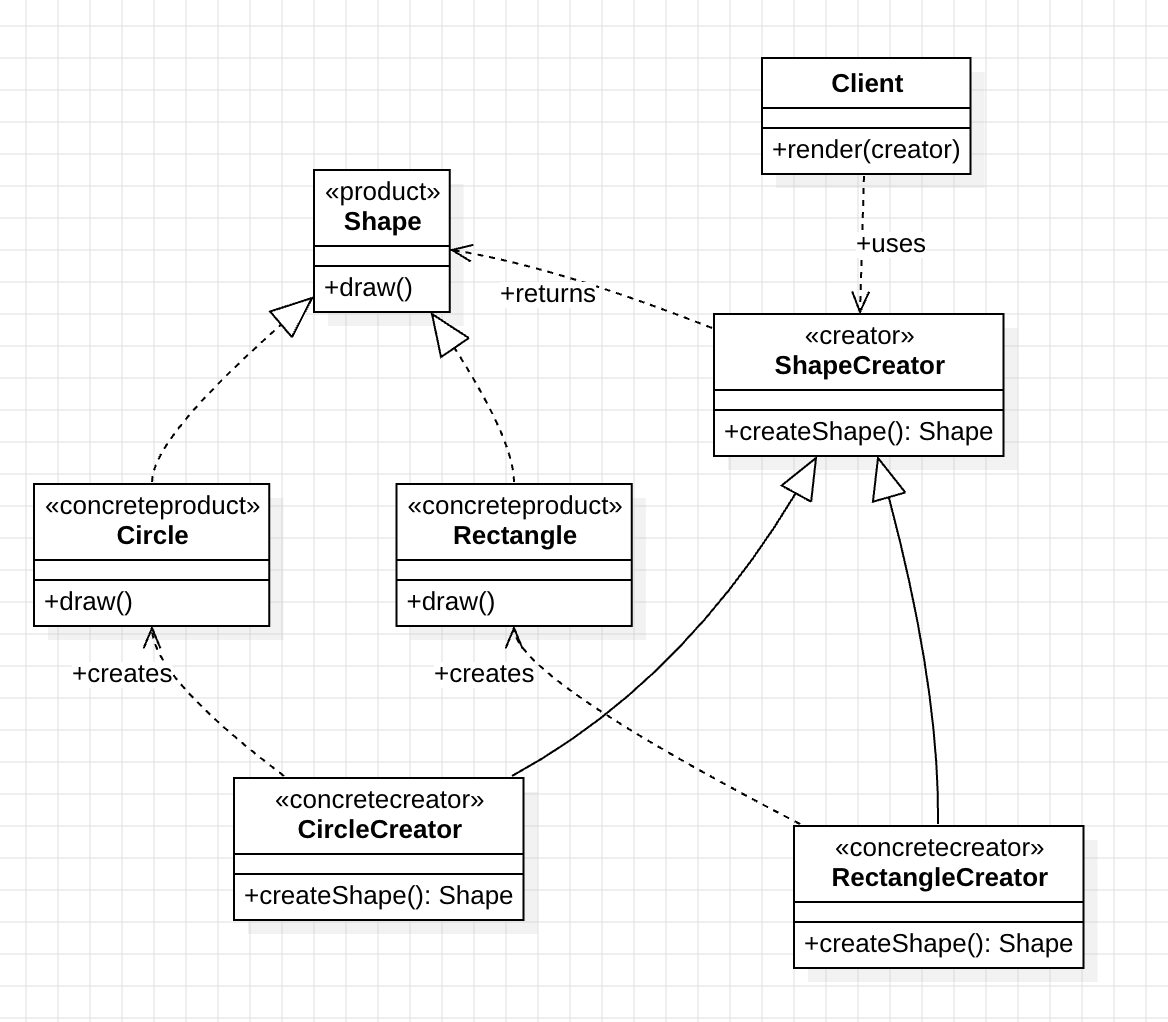 Client
+render(creator)
«product»
Shape
+draw()
+uses
+returns
«creator»
ShapeCreator
+createShape(): Shape
«concreteproduct»
Circle
+draw()
«concreteproduct»
Rectangle
+draw()
+creates
+creates
«concretecreator»
CircleCreator
+createShape(): Shape
«concretecreator»
RectangleCreator
+createShape(): Shape